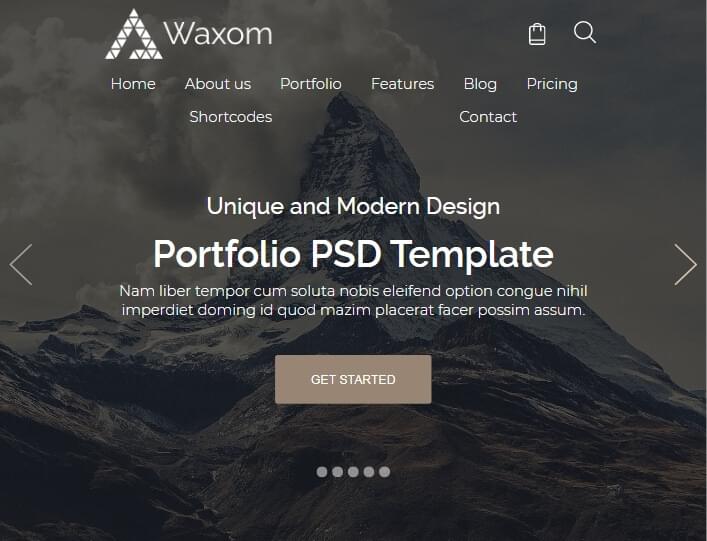 Waxom
Home About us Portfolio Features Blog Pricing
Shortcodes Contact
Unique and Modern Design
Portfolio PSD Template
Nam liber tempor cum soluta nobis eleifend option congue nihil
imperdiet doming id quod mazim placerat facer possim assum.
GET STARTED